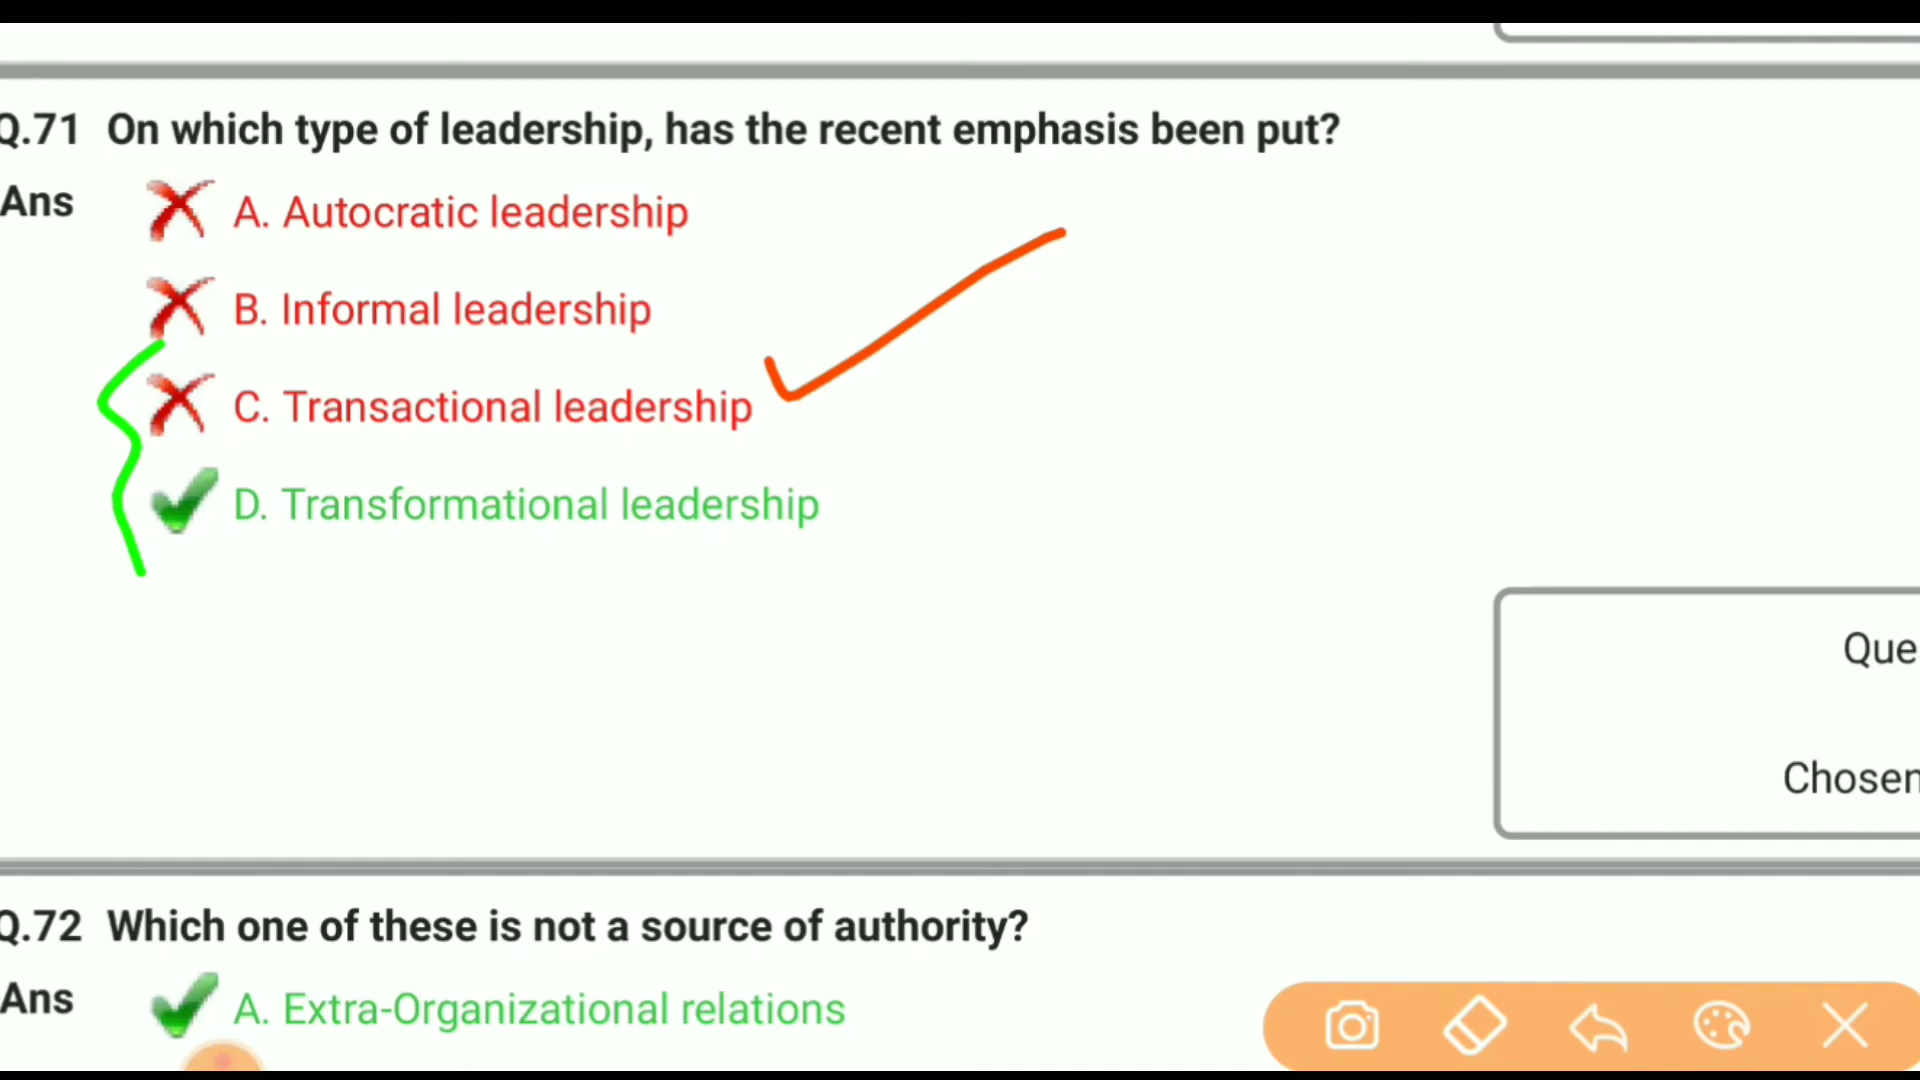 Q.71 On which type of leadership, has the recent emphasis been put?
Ans A. Autocratic leadership
B. Informal leadership
C. Transactional leadership
D. Transformational leadership
Que
Chosen
Q.72 Which one of these is not a source of authority?
Ans A. Extra-Organizational relations